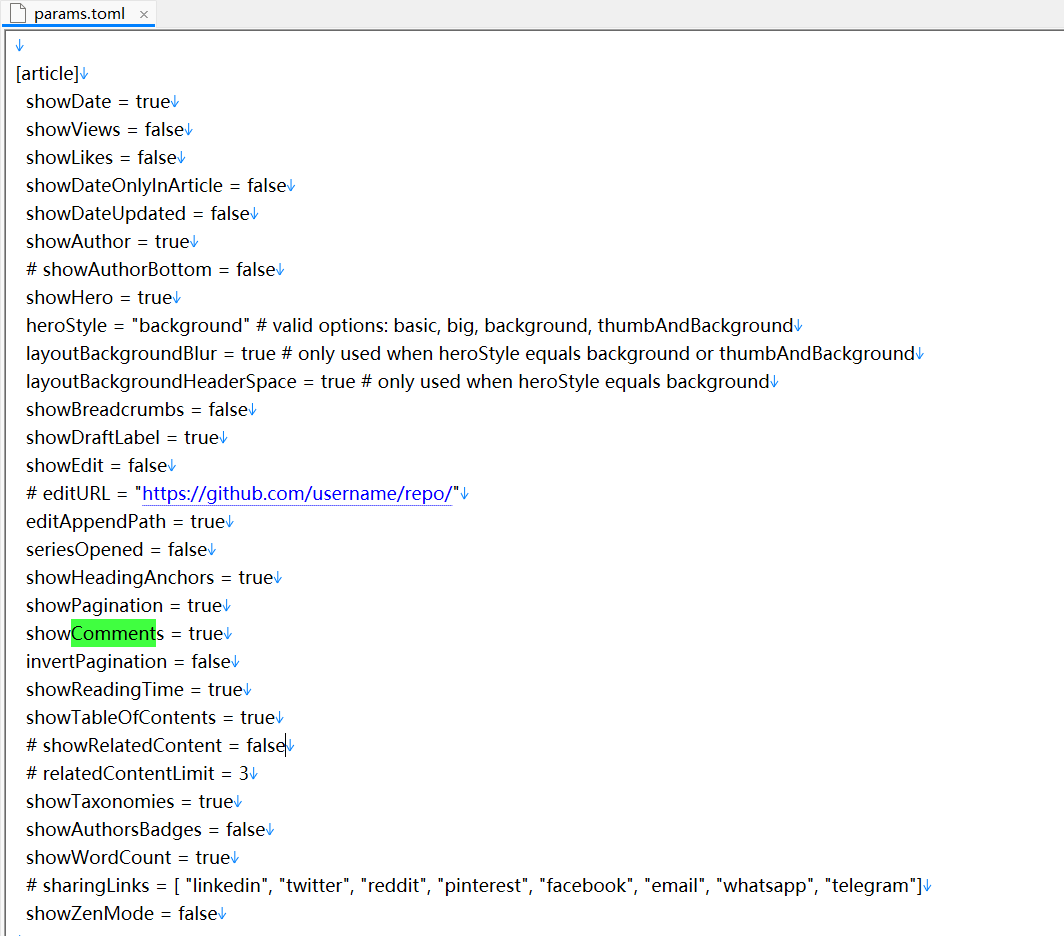 params.toml
[article]
showDate = true
showViews = false
showLikes = false
showDateOnlyInArticle = false
showDateUpdated = false
showAuthor = true
# showAuthorBottom = false
showHero = true
heroStyle = "background" # valid options: basic, big, background, thumbAndBackground
layoutBackgroundBlur = true # only used when heroStyle equals background or thumbAndBackground
layoutBackgroundHeaderSpace = true # only used when heroStyle equals background
showBreadcrumbs = false
showDraftLabel = true
showEdit = false
# editURL = "https://github.com/username/repo/"
editAppendPath = true
seriesOpened = false
showHeadingAnchors = true
showPagination = true
showComments = true
invertPagination = false
showReadingTime = true
showTableOfContents = true
# showRelatedContent = false
# relatedContentLimit = 3
showTaxonomies = true
showAuthorsBadges = false
showWordCount = true
# sharingLinks = [ "linkedin", "twitter", "reddit", "pinterest", "facebook", "email", "whatsapp", "telegram"]
showZenMode = false